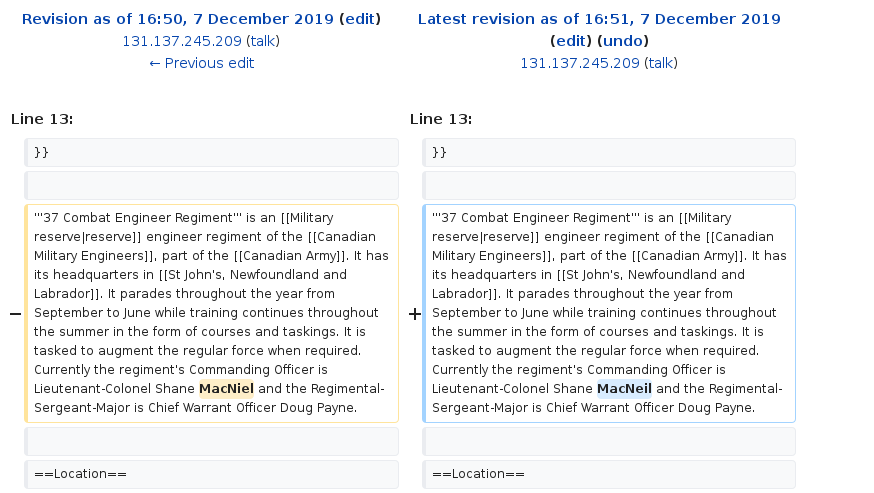 Revision as of 16:50, 7 December 2019 (edit)
131.137.245.209 (talk)
← Previous edit
Latest revision as of 16:51, 7 December 2019
(edit) (undo)
131.137.245.209 (talk)
Line 13:
Line 13:
}}
}}
−
'''37 Combat Engineer Regiment''' is an [[Military
reserve|reserve]] engineer regiment of the [[Canadian
Military Engineers]], part of the [[Canadian Army]]. It has
its headquarters in [[St John's, Newfoundland and
Labrador]]. It parades throughout the year from
September to June while training continues throughout
the summer in the form of courses and taskings. It is
tasked to augment the regular force when required.
Currently the regiment's Commanding Officer is
Lieutenant-Colonel Shane MacNiel and the Regimental-
Sergeant-Major is Chief Warrant Officer Doug Payne.
+
'''37 Combat Engineer Regiment''' is an [[Military
reserve|reserve]] engineer regiment of the [[Canadian
Military Engineers]], part of the [[Canadian Army]]. It has
its headquarters in [[St John's, Newfoundland and
Labrador]]. It parades throughout the year from
September to June while training continues throughout
the summer in the form of courses and taskings. It is
tasked to augment the regular force when required.
Currently the regiment's Commanding Officer is
Lieutenant-Colonel Shane MacNeil and the Regimental-
Sergeant-Major is Chief Warrant Officer Doug Payne.
==Location==
==Location==